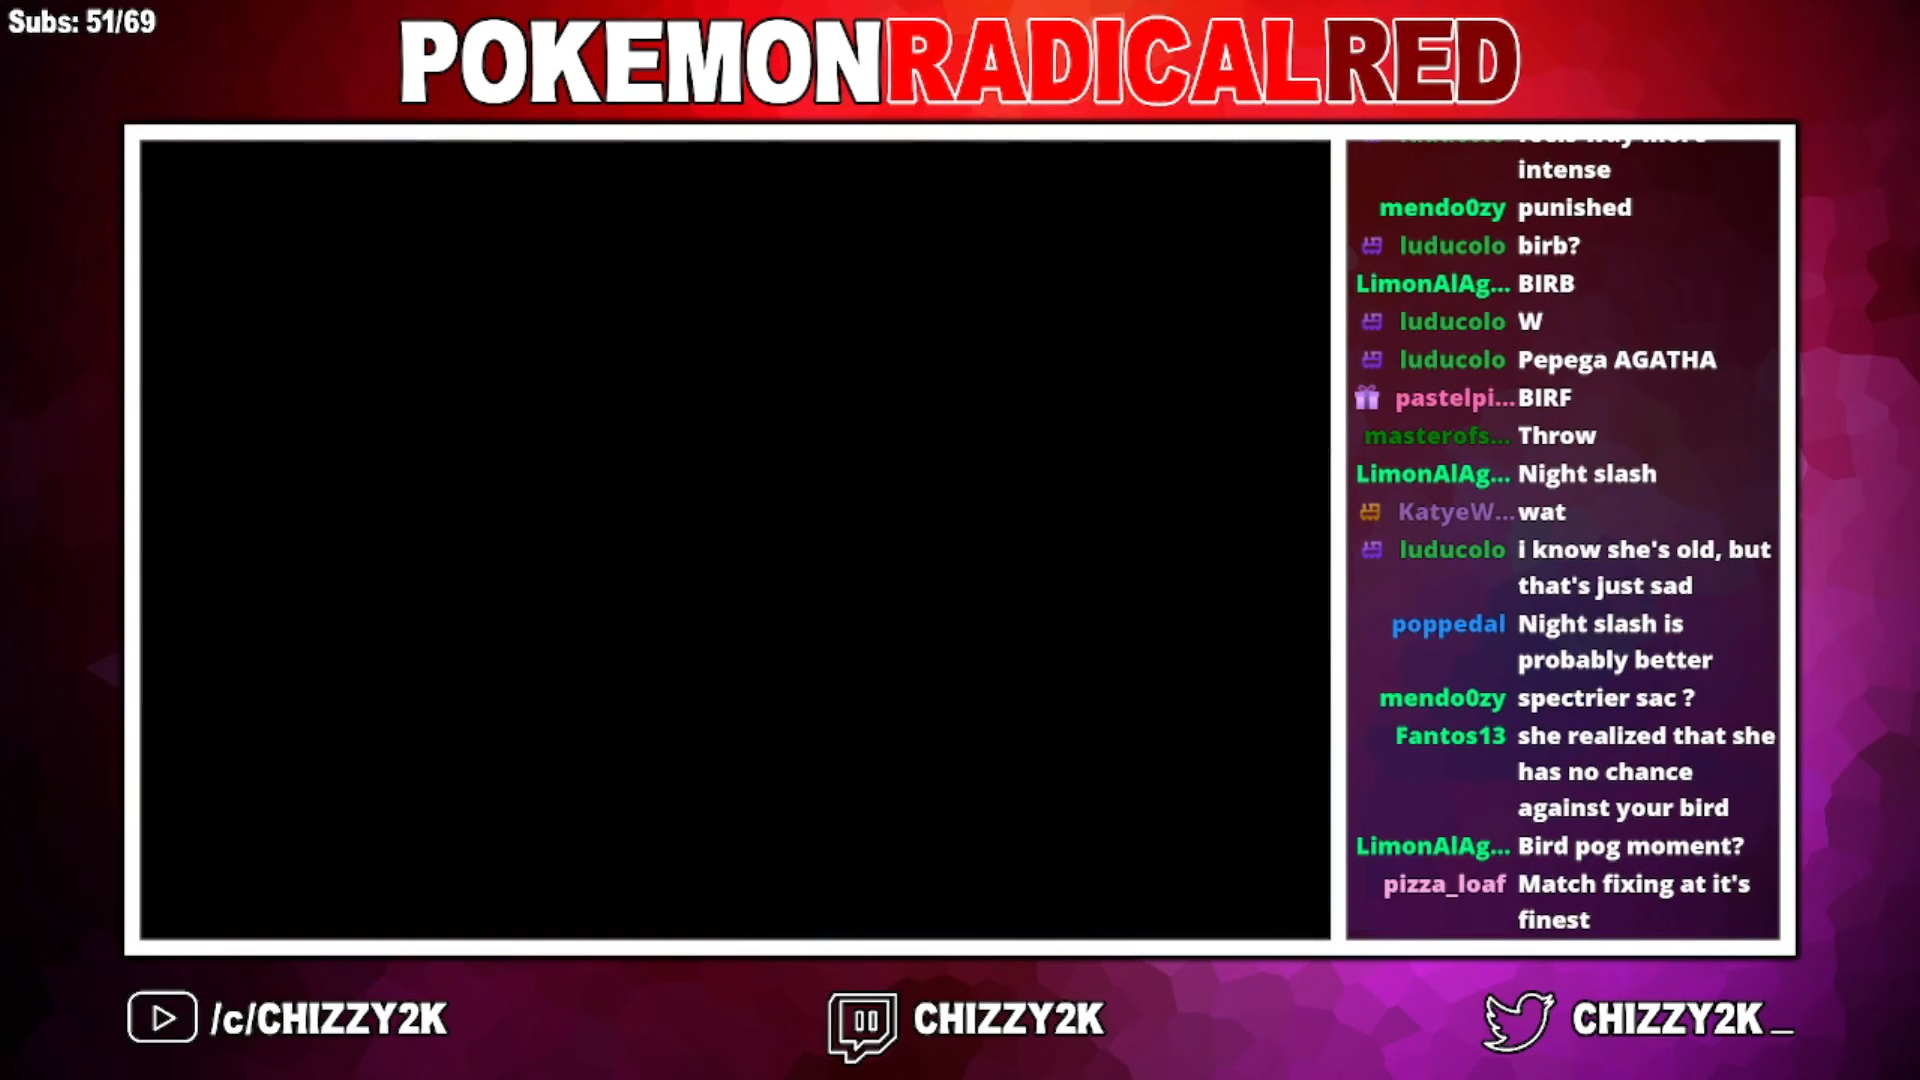 Subs: 51/69
POKEMONRADICALRED
intense
mendo0zy punished
luducolo birb?
LimonAlAg... BIRB
luducolo W
luducolo Pepega AGATHA
pastelpi... BIRF
masterofs... Throw
LimonAlAg... Night slash
KatyeW... wat
luducolo i know she's old, but
that's just sad
poppedal Night slash is
probably better
mendo0zy spectrier sac ?
Fantos13 she realized that she
has no chance
against your bird
LimonAlAg... Bird pog moment?
pizza_loaf Match fixing at it's
finest
/c/CHIZZY2K
CHIZZY2K
CHIZZY2K_